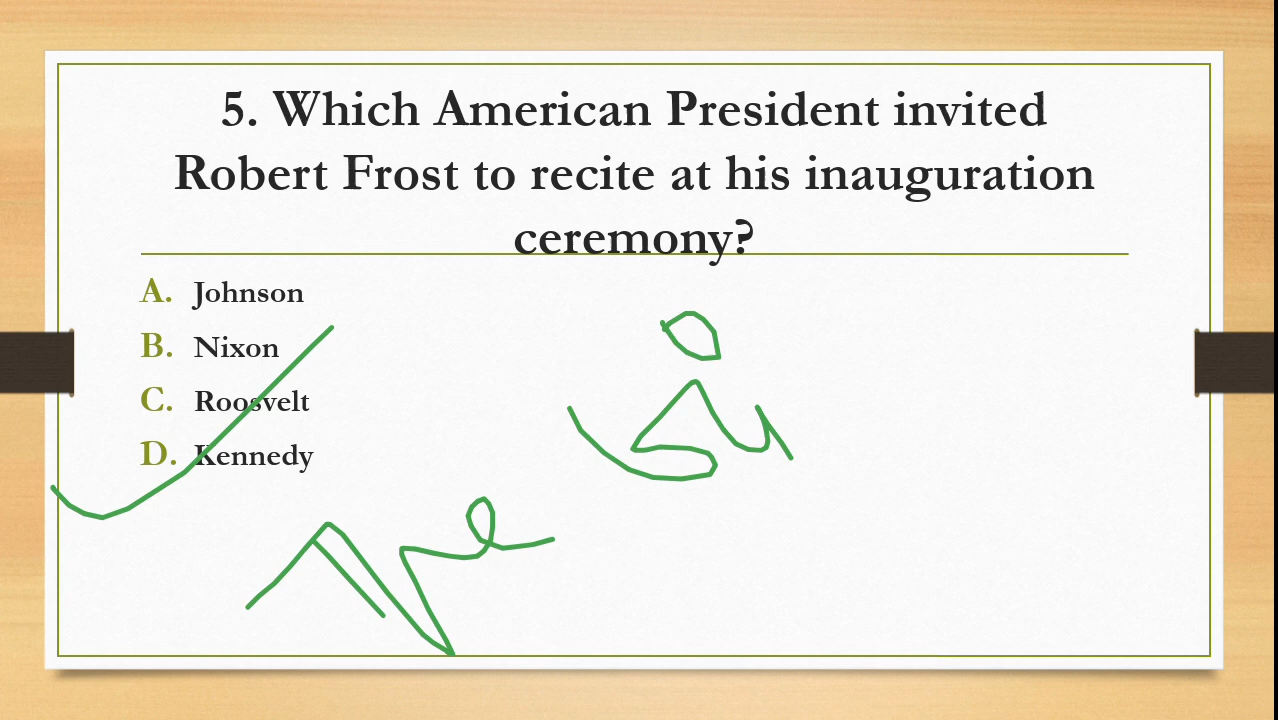 5. Which American President invited
Robert Frost to recite at his inauguration
ceremony?
A. Johnson
B. Nixon
C. Roosvelt
D. Kennedy